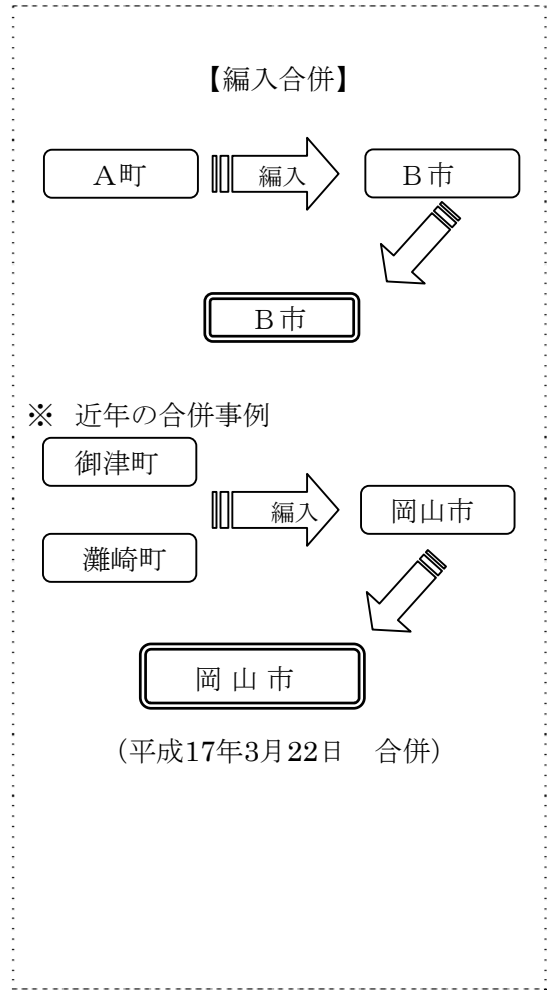 【編入合併】
A町
編入
B市
B市
※ 近年の合併事例
御津町
灘崎町
編入
岡山市
岡山市
（平成17年3月22日　合併）